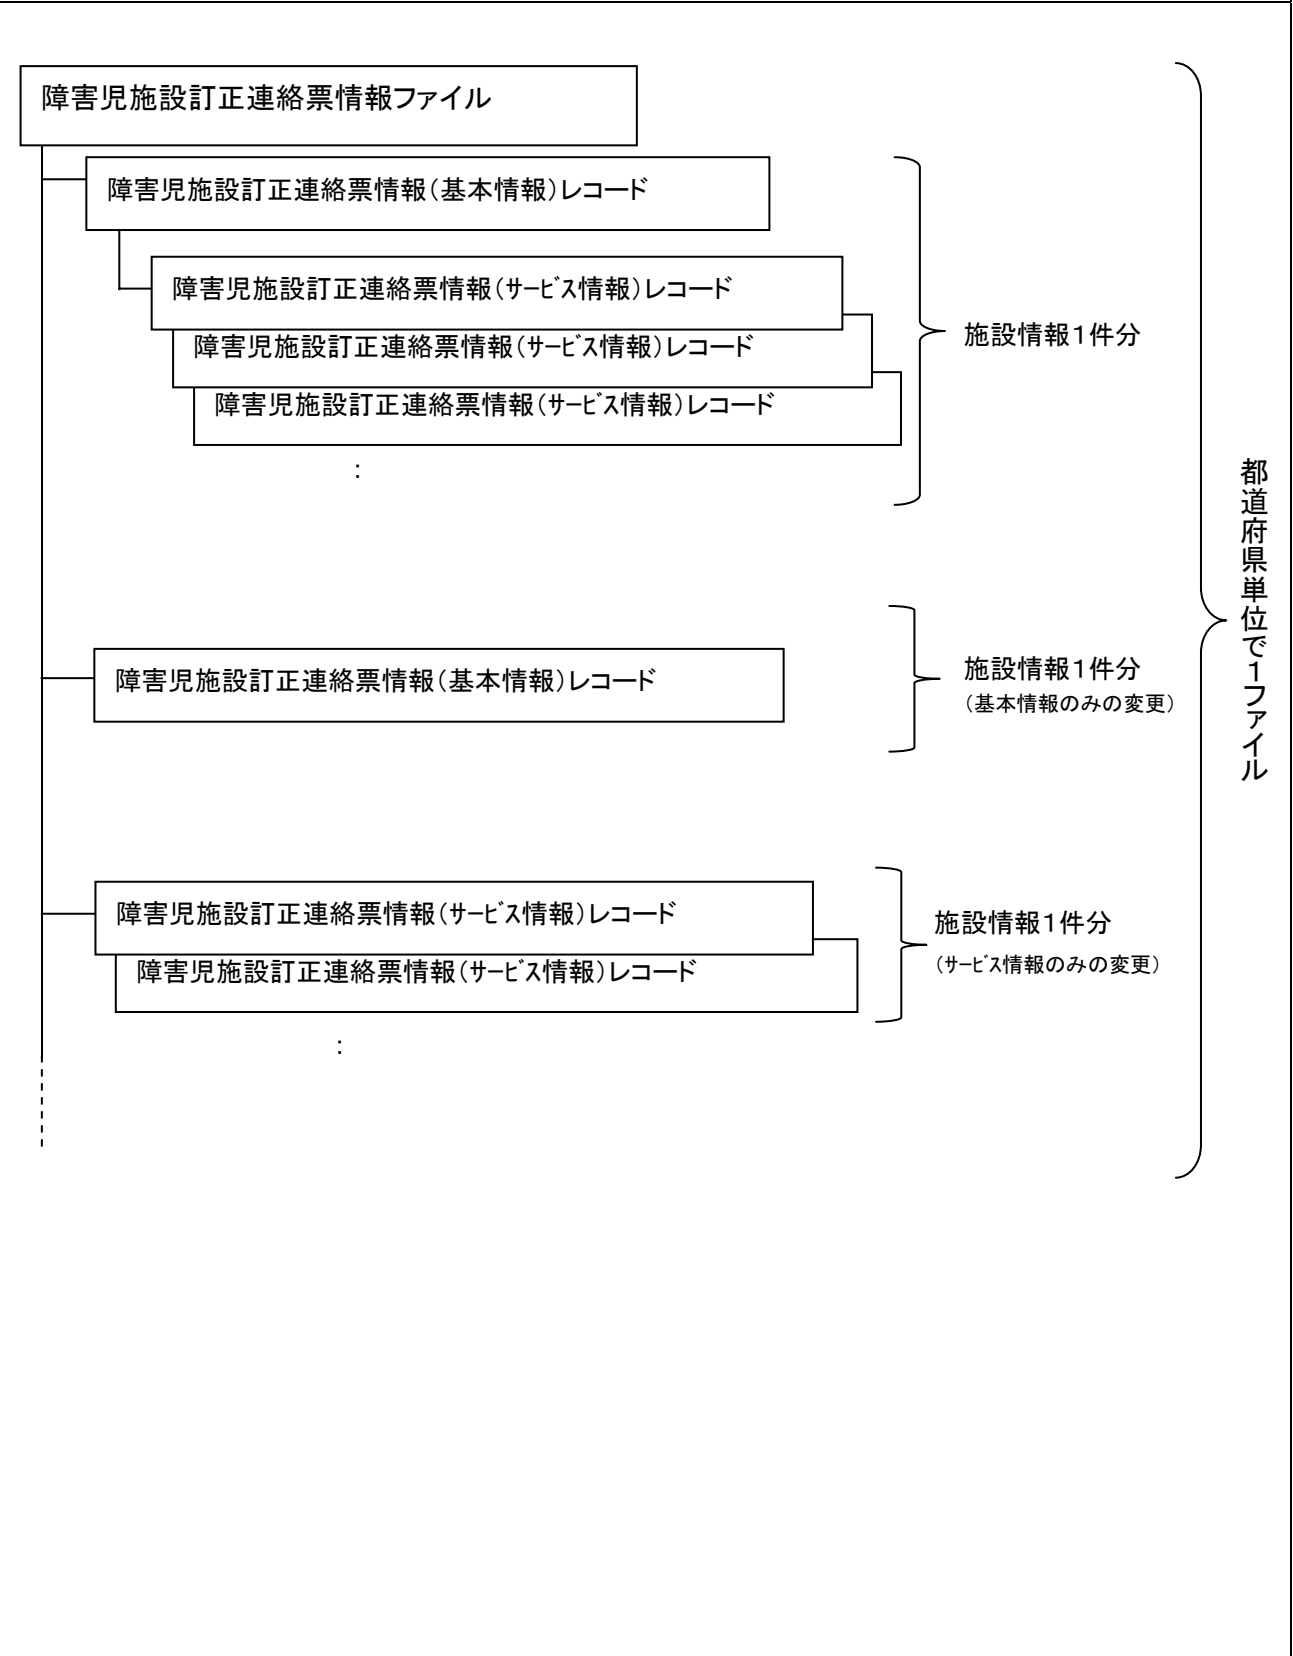 障害児施設訂正連絡票情報ファイル
障害児施設訂正連絡票情報（基本情報）レコード
障害児施設訂正連絡票情報（ｻｰﾋﾞｽ情報）レコード
障害児施設訂正連絡票情報（ｻｰﾋﾞｽ情報）レコード
障害児施設訂正連絡票情報（ｻｰﾋﾞｽ情報）レコード
：
施設情報１件分
障害児施設訂正連絡票情報（基本情報）レコード
施設情報１件分
（基本情報のみの変更）
障害児施設訂正連絡票情報（ｻｰﾋﾞｽ情報）レコード
障害児施設訂正連絡票情報（ｻｰﾋﾞｽ情報）レコード
：
施設情報１件分
（ｻｰﾋﾞｽ情報のみの変更）
都道府県単位で１ファイル